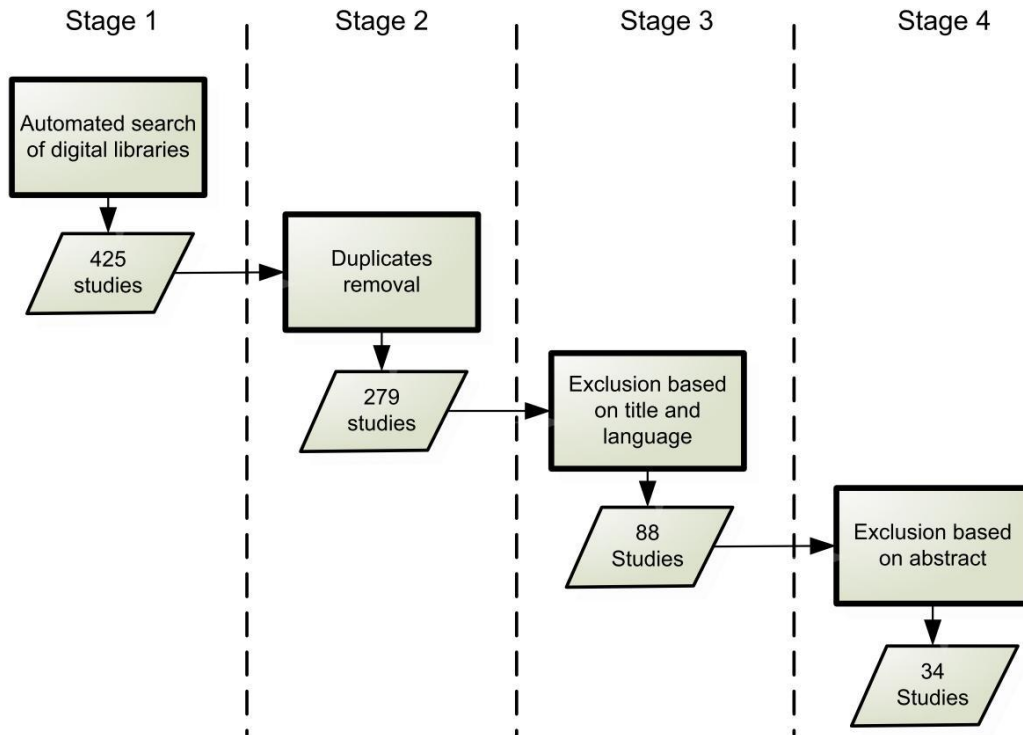 Stage 1
Stage 2
Stage 3
Stage 4
Automated search
of digital libraries
425
studies
Duplicates
removal
279
studies
Exclusion based
on title and
language
88
Studies
Exclusion based
on abstract
34
Studies